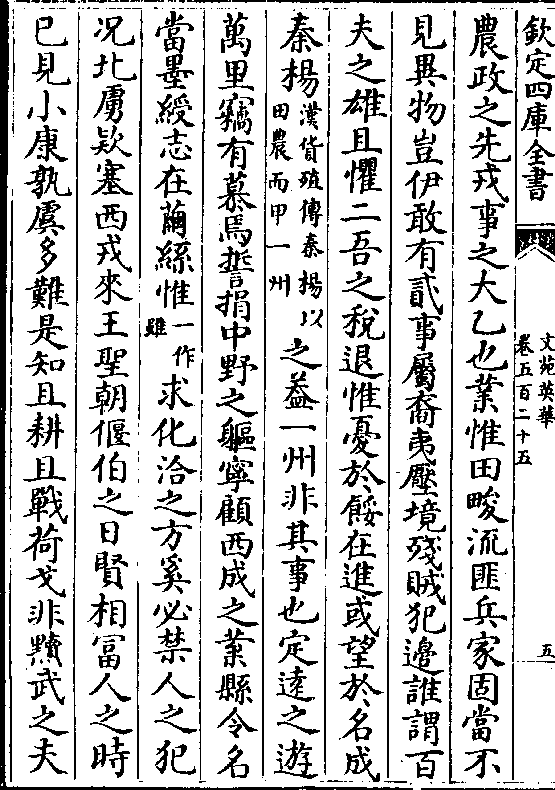 欽定四庫全書
文苑英華
卷五百二十五
五
農政之先戎事之大乙也業惟田畯流匪兵家固當不
見異物豈伊敢有貳事屬裔夷壓境殘賊犯邊誰謂百
夫之雄且懼二吾之稅退惟憂於餒在進或望於名成
秦楊漢貨殖傳秦楊以田農而甲一州之蓋一州非其事也定逺之遊
萬里竊有慕焉誓捐中野之軀寧顧西成之業縣令名
當墨綬志在繭絲惟一作雖求化洽之方奚必禁人之犯
况北虜欵塞西戎來王聖朝偃伯之日賢相冨人之時
已見小康孰虞多難是知且耕且戰荷戈非黷武之夫